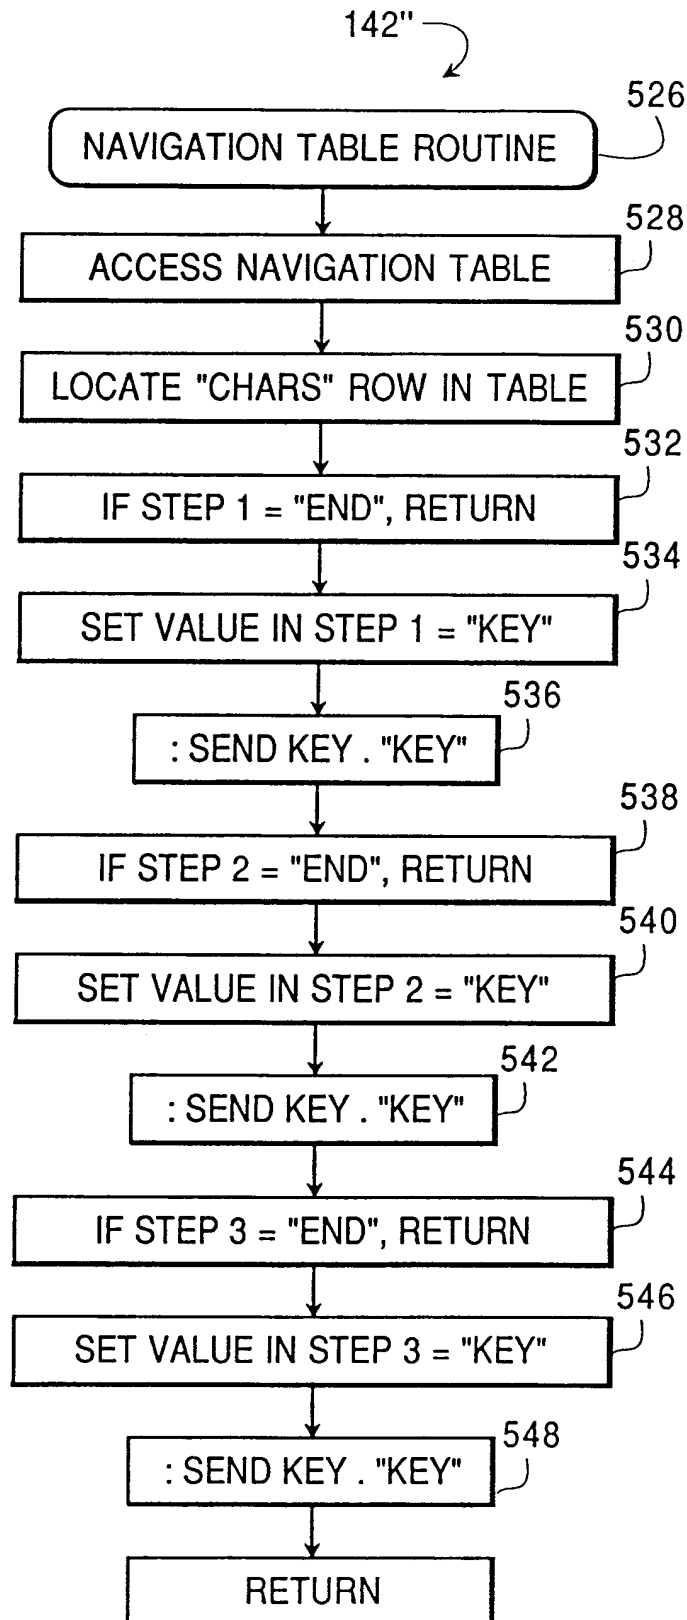 142"
526
NAVIGATION TABLE ROUTINE
528
ACCESS NAVIGATION TABLE
530
LOCATE "CHARS" ROW IN TABLE
532
IF STEP 1 = "END", RETURN
534
SET VALUE IN STEP 1 = "KEY"
536
: SEND KEY . "KEY"
538
IF STEP 2 = "END", RETURN
540
SET VALUE IN STEP 2 = "KEY"
542
: SEND KEY . "KEY"
544
IF STEP 3 = "END", RETURN
546
SET VALUE IN STEP 3 = "KEY"
548
: SEND KEY . "KEY"
RETURN